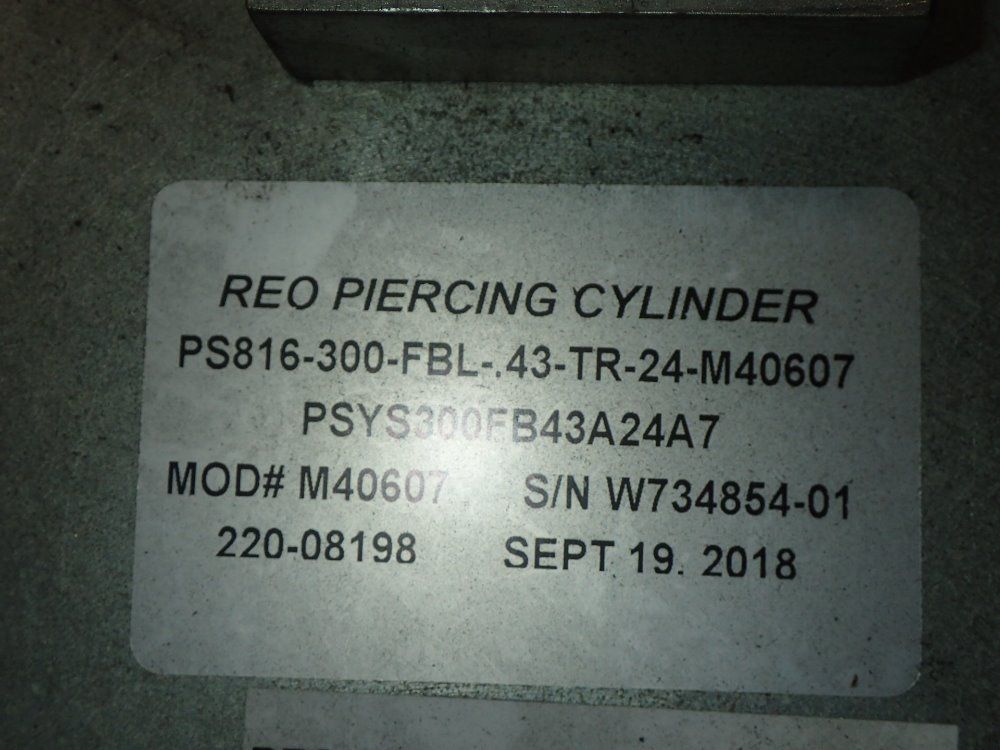 REO PIERCING CYLINDER
PS816-300-FBL-.43-TR-24-M40607
PSYS300FB43A24A7
MOD# M40607 S/N W734854-01
220-08198 SEPT 19. 2018